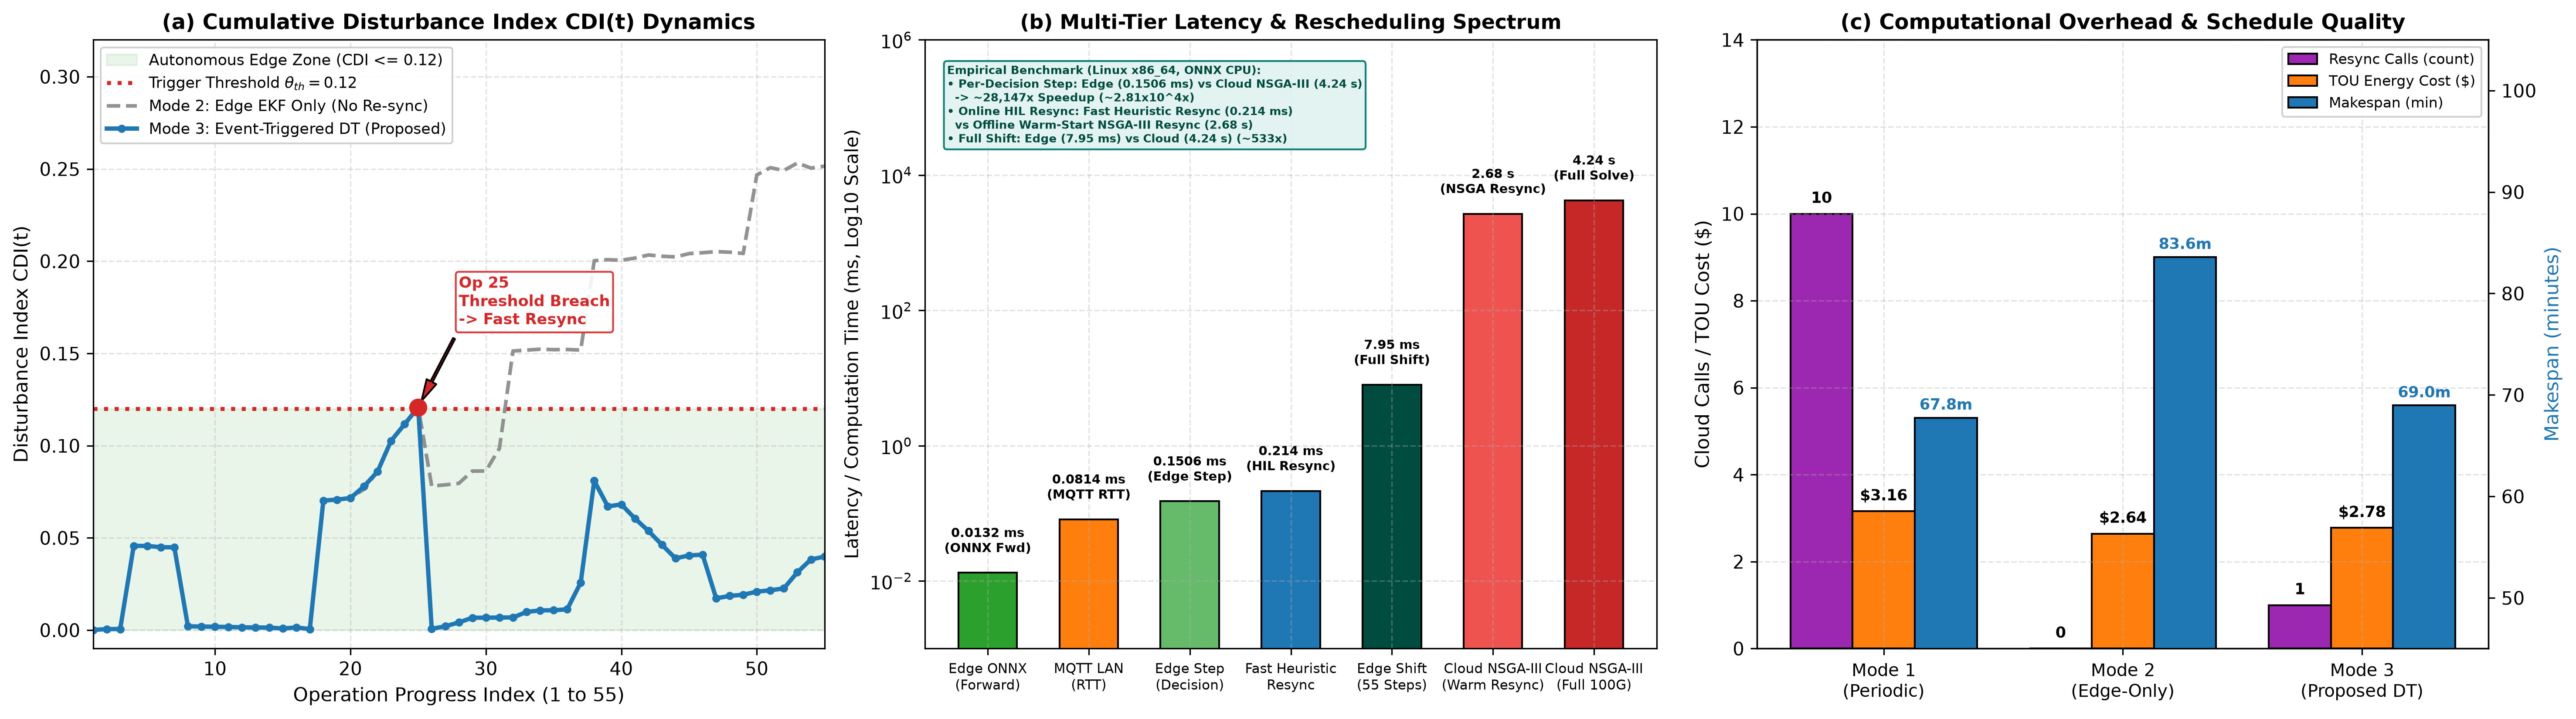 (a) Cumulative Disturbance Index CDI(t) Dynamics
Disturbance Index CDI(t)
0.30
0.25
0.20
0.15
0.10
0.05
0.00
Autonomous Edge Zone (CDI <= 0.12)
Trigger Threshold θth = 0.12
Mode 2: Edge EKF Only (No Re-sync)
Mode 3: Event-Triggered DT (Proposed)
Op 25
Threshold Breach
-> Fast Resync
10 20 30 40 50
Operation Progress Index (1 to 55)
(b) Multi-Tier Latency & Rescheduling Spectrum
Latency / Computation Time (ms, Log10 Scale)
10^6
10^4
10^2
10^0
10^−2
Empirical Benchmark (Linux x86_64, ONNX CPU):
• Per-Decision Step: Edge (0.1506 ms) vs Cloud NSGA-III (4.24 s)
-> ~28,147x Speedup (~2.81x10^4x)
• Online HIL Resync: Fast Heuristic Resync (0.214 ms)
vs Offline Warm-Start NSGA-III Resync (2.68 s)
• Full Shift: Edge (7.95 ms) vs Cloud (4.24 s) (~533x)
0.0132 ms
(ONNX Fwd)
0.0814 ms
(MQTT RTT)
0.1506 ms
(Edge Step)
0.214 ms
(HIL Resync)
7.95 ms
(Full Shift)
2.68 s
(NSGA Resync)
4.24 s
(Full Solve)
Edge ONNX
(Forward)
MQTT LAN
(RTT)
Edge Step
(Decision)
Fast Heuristic
Resync
Edge Shift
(55 Steps)
Cloud NSGA-III
(Warm Resync)
Cloud NSGA-III
(Full 100G)
(c) Computational Overhead & Schedule Quality
Cloud Calls / TOU Cost ($)
14
12
10
8
6
4
2
0
Resync Calls (count)
TOU Energy Cost ($)
Makespan (min)
10
$3.16
67.8m
0
$2.64
83.6m
1
$2.78
69.0m
Mode 1
(Periodic)
Mode 2
(Edge-Only)
Mode 3
(Proposed DT)
100
90
80
70
60
50
Makespan (minutes)